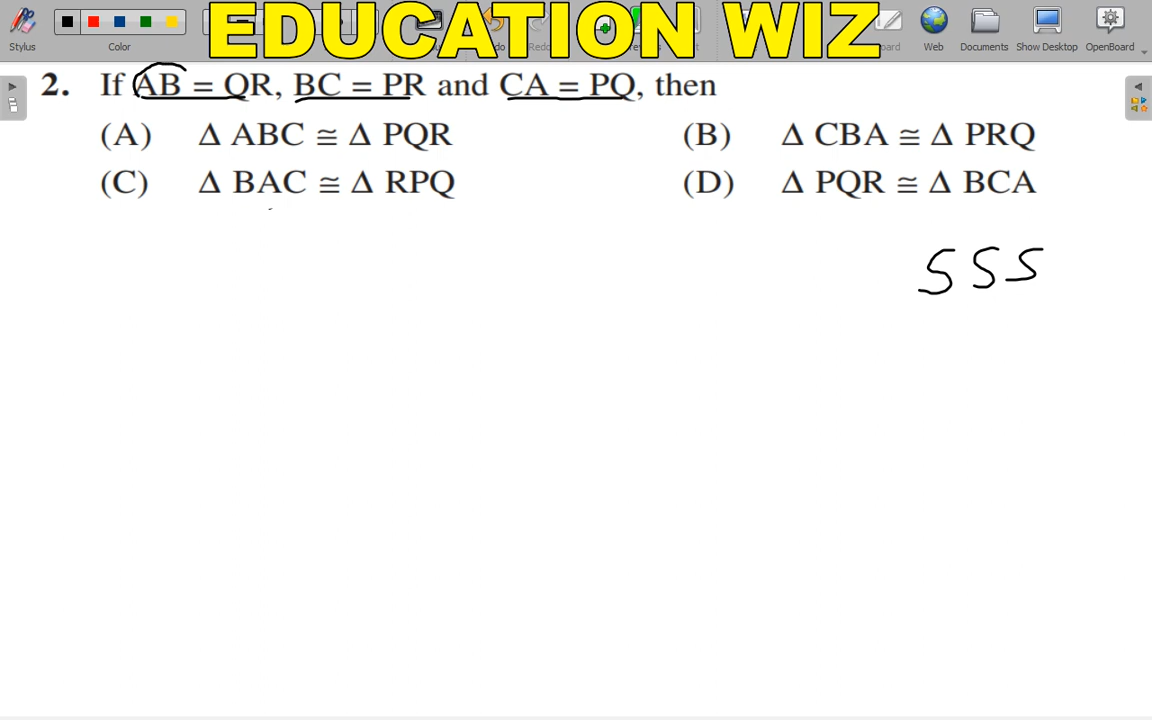 EDUCATION WIZ
Stylus Color Redo Web Documents Show Desktop OpenBoard
2. If AB = QR, BC = PR and CA = PQ, then
(A) Δ ABC ≅ Δ PQR (B) Δ CBA ≅ Δ PRQ
(C) Δ BAC ≅ Δ RPQ (D) Δ PQR ≅ Δ BCA
SSS